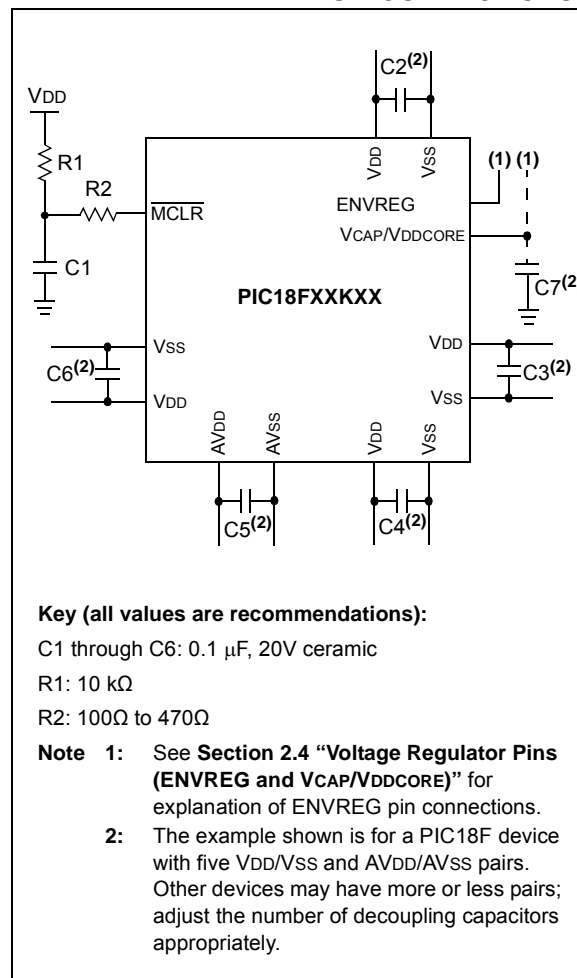 C2(2)
VDD
VDD
VSS
(1) (1)
R1
R2
MCLR
ENVREG
VCAP/VDDCORE
C1
C7(2
PIC18FXXKXX
VSS
VDD
C6(2)
C3(2)
VDD
VSS
AVDD
AVSS
VDD
VSS
C5(2)
C4(2)
Key (all values are recommendations):
C1 through C6: 0.1 μF, 20V ceramic
R1: 10 kΩ
R2: 100Ω to 470Ω
Note 1: See Section 2.4 “Voltage Regulator Pins
(ENVREG and VCAP/VDDCORE)” for
explanation of ENVREG pin connections.
2: The example shown is for a PIC18F device
with five VDD/VSS and AVDD/AVSS pairs.
Other devices may have more or less pairs;
adjust the number of decoupling capacitors
appropriately.